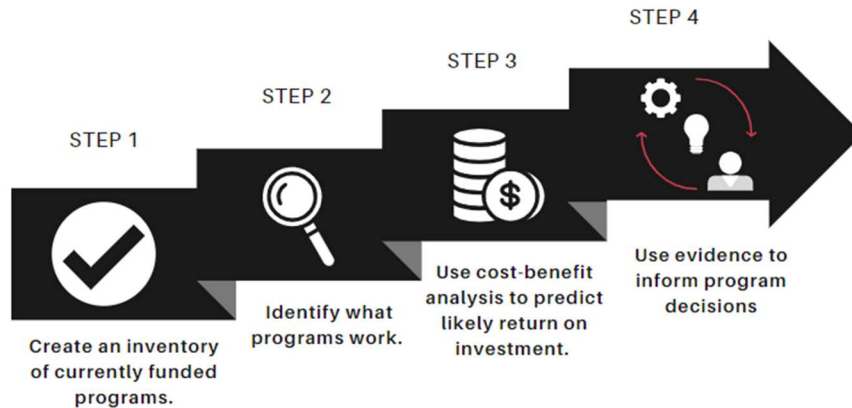 STEP 1
Create an inventory
of currently funded
programs.
STEP 2
Identify what
programs work.
STEP 3
$
Use cost-benefit
analysis to predict
likely return on
investment.
STEP 4
Use evidence to
inform program
decisions